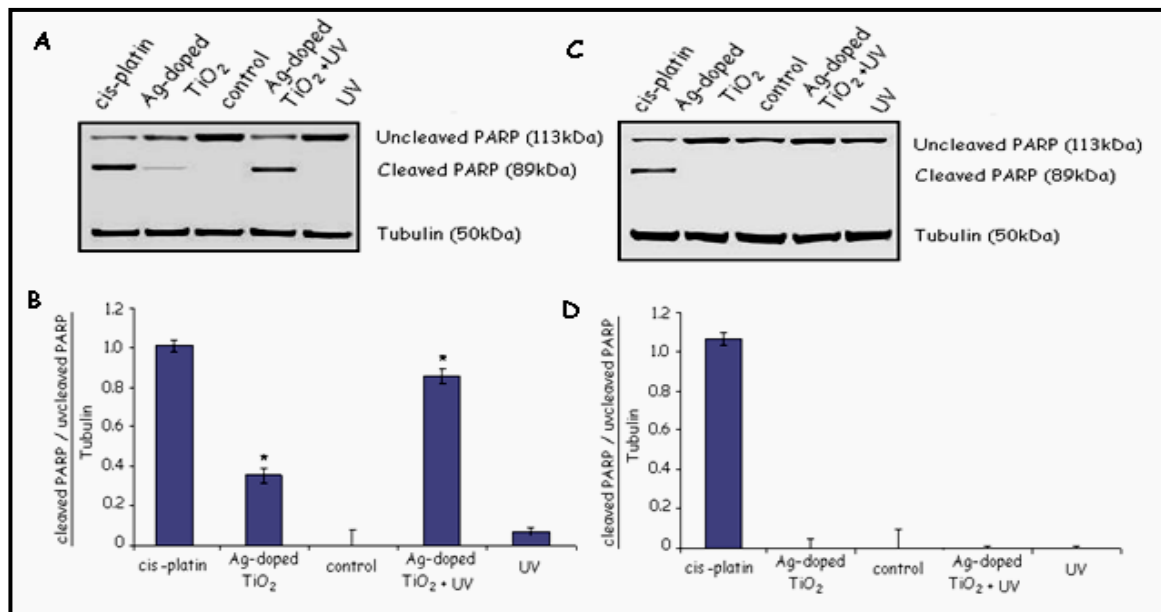 A
cis-platin
Ag-doped
TiO₂
control
Ag-doped
TiO₂+UV
UV
Uncleaved PARP (113kDa)
Cleaved PARP (89kDa)
Tubulin (50kDa)
C
cis-platin
Ag-doped
TiO₂
control
Ag-doped
TiO₂+UV
UV
Uncleaved PARP (113kDa)
Cleaved PARP (89kDa)
Tubulin (50kDa)
B
cleaved PARP / uvcleaved PARP
Tubulin
1.2
1.0
0.8
0.6
0.4
0.2
0
*
*
cis -platin
Ag-doped
TiO₂
control
Ag-doped
TiO₂ + UV
UV
D
cleaved PARP / uvcleaved PARP
Tubulin
1.2
1.0
0.8
0.6
0.4
0.2
0
cis -platin
Ag-doped
TiO₂
control
Ag-doped
TiO₂ + UV
UV